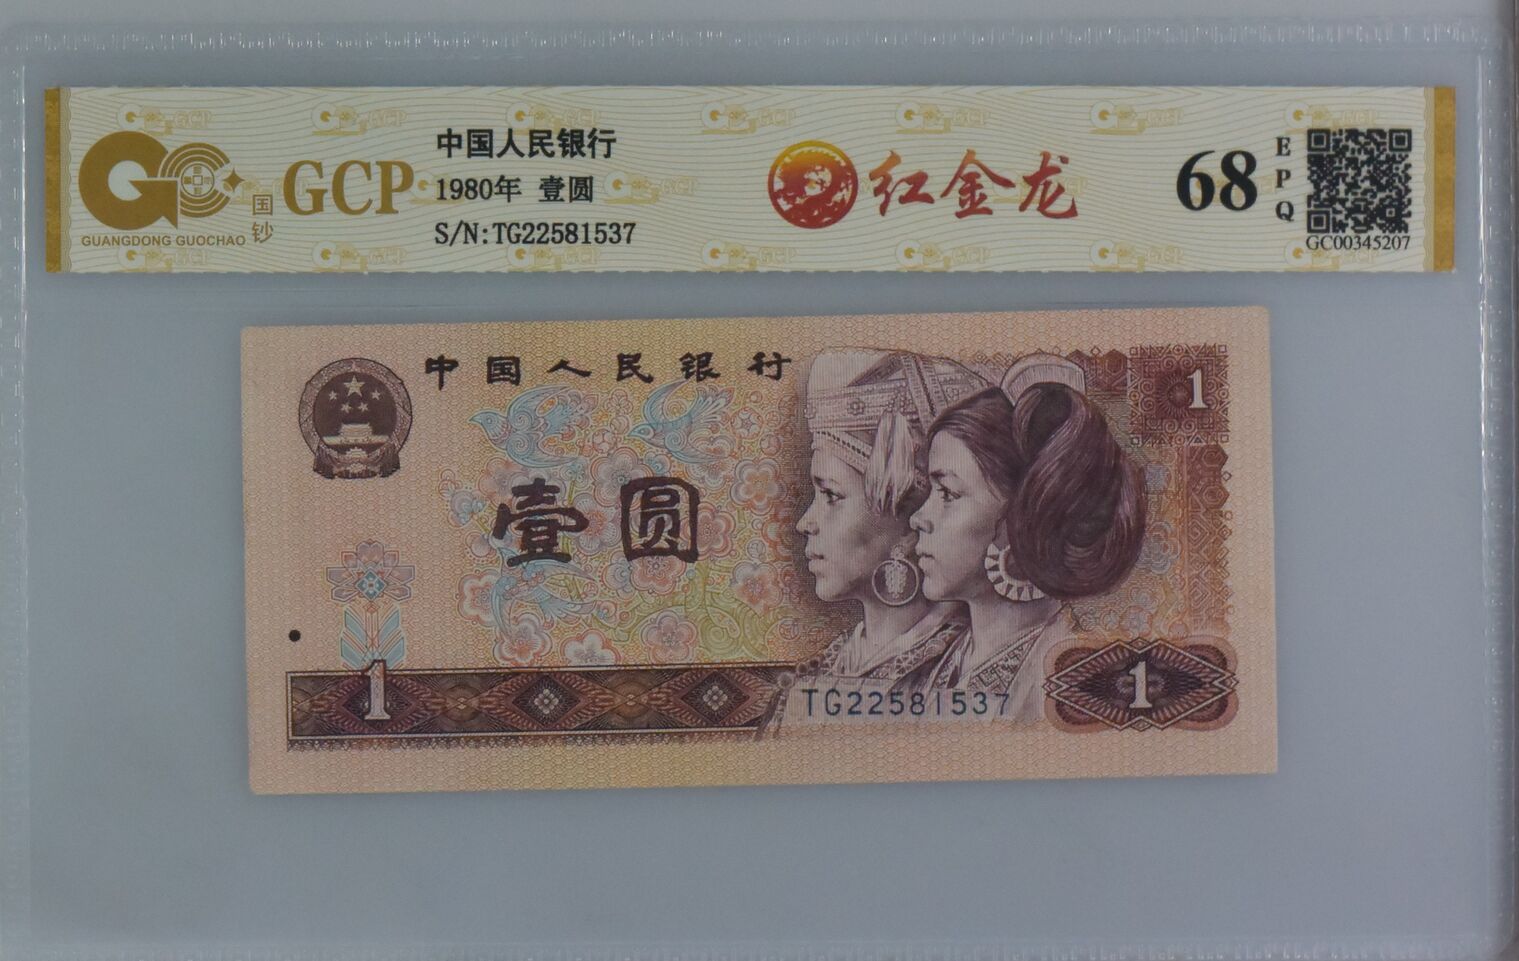 GUANGDONG GUOCHAO
国钞
GCP
中国人民银行
1980年 壹圆
S/N:TG22581537
红金龙
68
EPQ
GC00345207
中国人民银行
1
壹圆
1
TG22581537
1